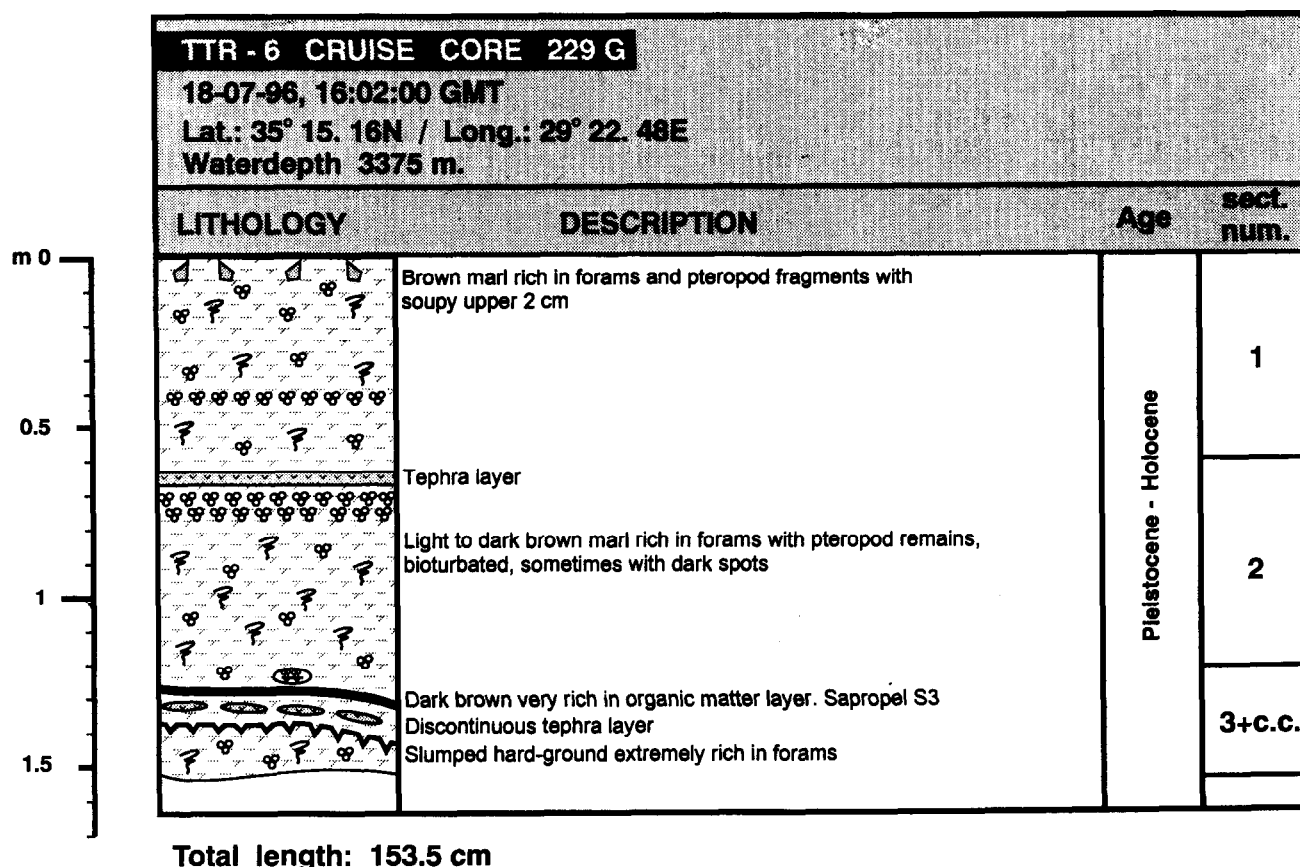 TTR - 6 CRUISE CORE 229 G
18-07-96, 16:02:00 GMT
Lat.: 35° 15. 16N / Long.: 29° 22. 48E
Waterdepth 3375 m.
LITHOLOGY DESCRIPTION Age sect. num.
m 0
Brown marl rich in forams and pteropod fragments with
soupy upper 2 cm
1
0.5
Tephra layer
Light to dark brown marl rich in forams with pteropod remains,
bioturbated, sometimes with dark spots
2
1
Pleistocene - Holocene
Dark brown very rich in organic matter layer. Sapropel S3
Discontinuous tephra layer
3+c.c.
Slumped hard-ground extremely rich in forams
1.5
Total length: 153.5 cm